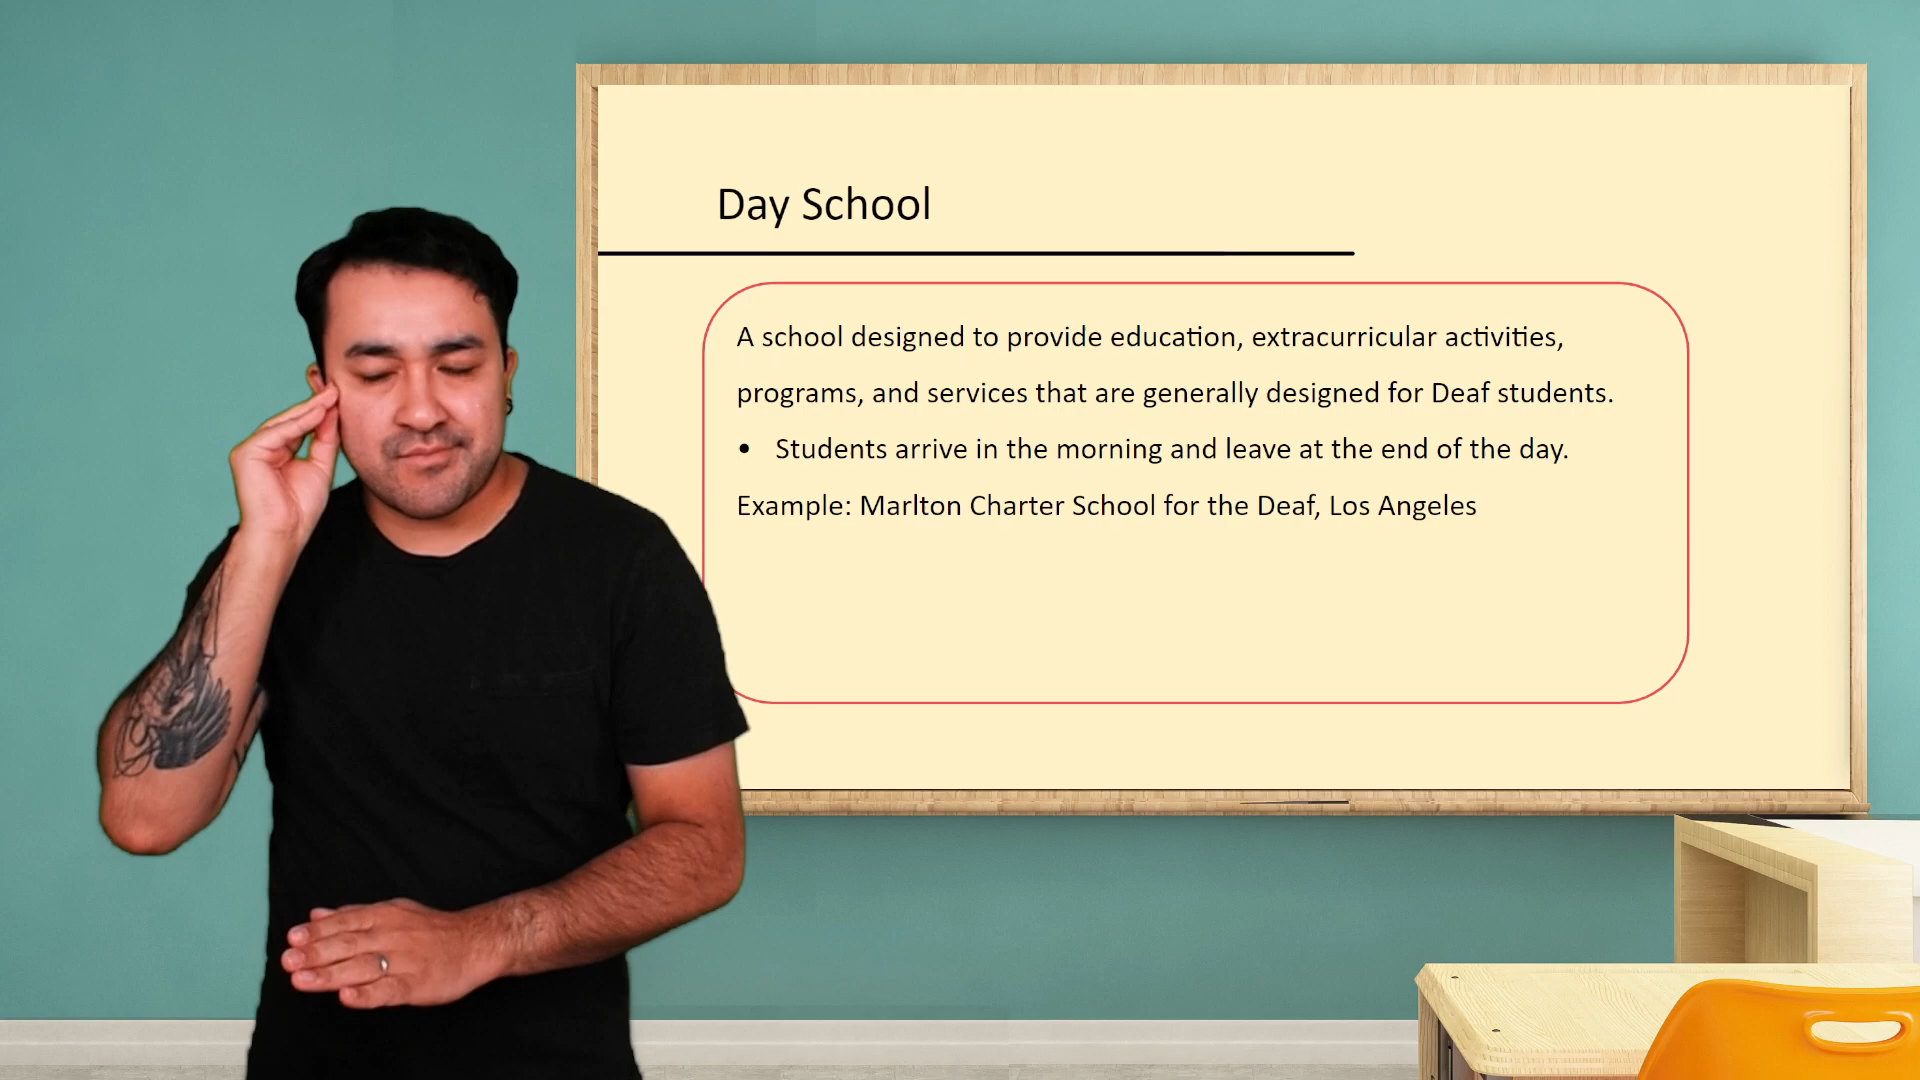 Day School
A school designed to provide education, extracurricular activities,
programs, and services that are generally designed for Deaf students.
• Students arrive in the morning and leave at the end of the day.
Example: Marlton Charter School for the Deaf, Los Angeles